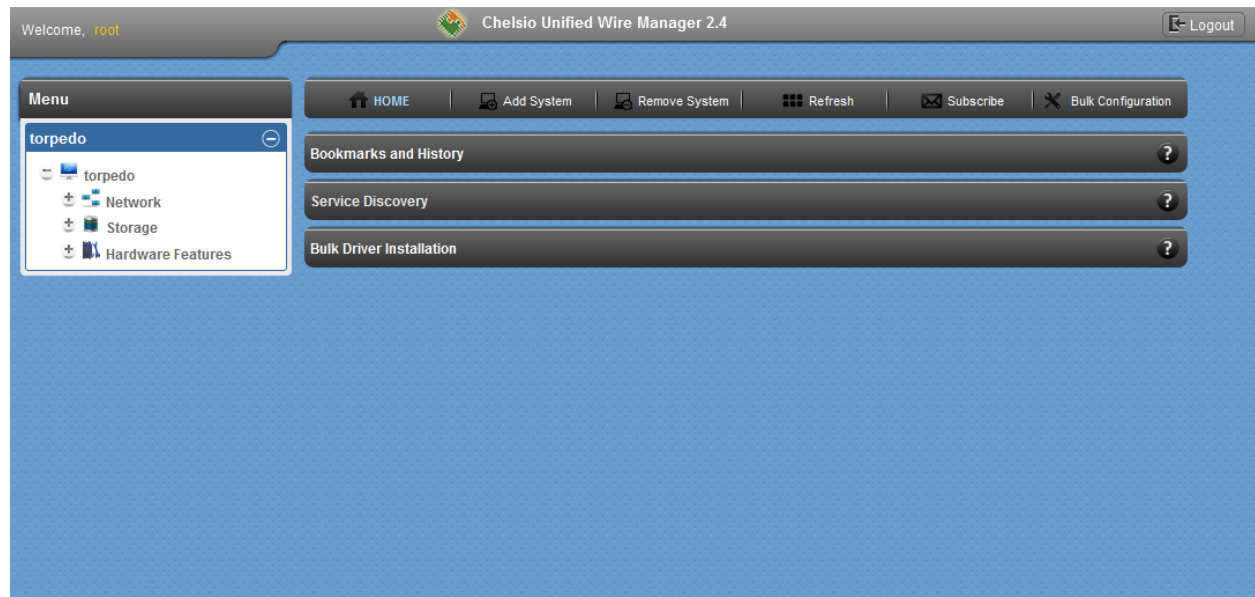 Welcome, root
Chelsio Unified Wire Manager 2.4
Logout
Menu
HOME
Add System
Remove System
Refresh
Subscribe
Bulk Configuration
torpedo
torpedo
Network
Storage
Hardware Features
Bookmarks and History ?
Service Discovery ?
Bulk Driver Installation ?